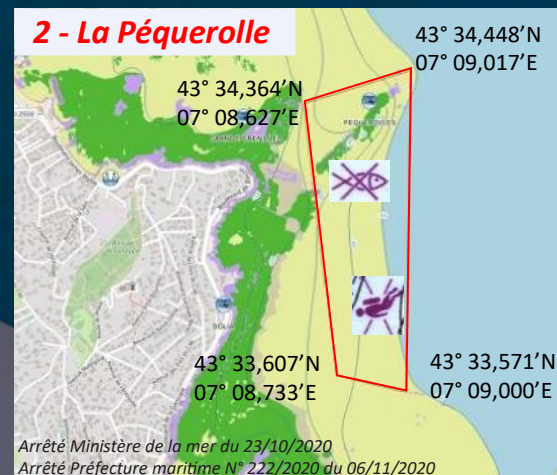 2 - La Péquerolle
43° 34,448’N
07° 09,017’E
43° 34,364’N
07° 08,627’E
43° 33,607’N
07° 08,733’E
43° 33,571’N
07° 09,000’E
Arrêté Ministère de la mer du 23/10/2020
Arrêté Préfecture maritime N° 222/2020 du 06/11/2020